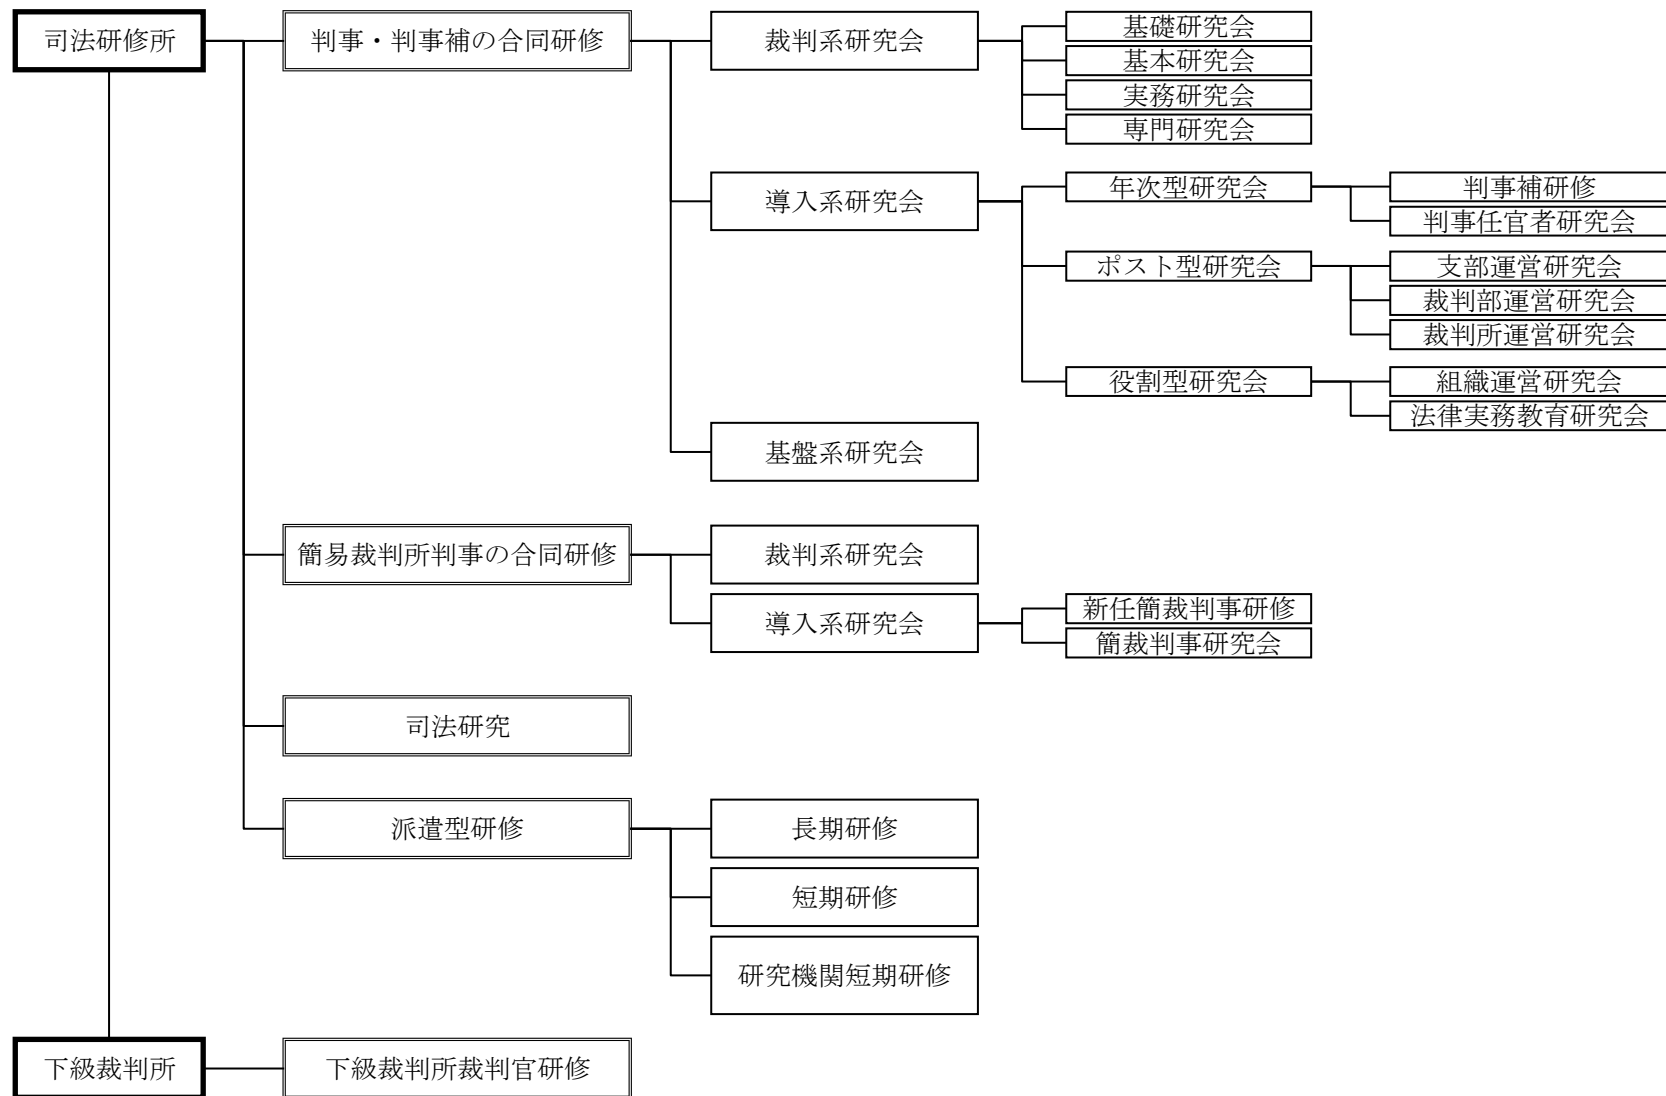 司法研修所
判事・判事補の合同研修
裁判系研究会
基礎研究会
基本研究会
実務研究会
専門研究会
導入系研究会
年次型研究会
判事補研修
判事任官者研究会
ポスト型研究会
支部運営研究会
裁判部運営研究会
裁判所運営研究会
役割型研究会
組織運営研究会
法律実務教育研究会
基盤系研究会
簡易裁判所判事の合同研修
裁判系研究会
導入系研究会
新任簡裁判事研修
簡裁判事研究会
司法研究
派遣型研修
長期研修
短期研修
研究機関短期研修
下級裁判所
下級裁判所裁判官研修